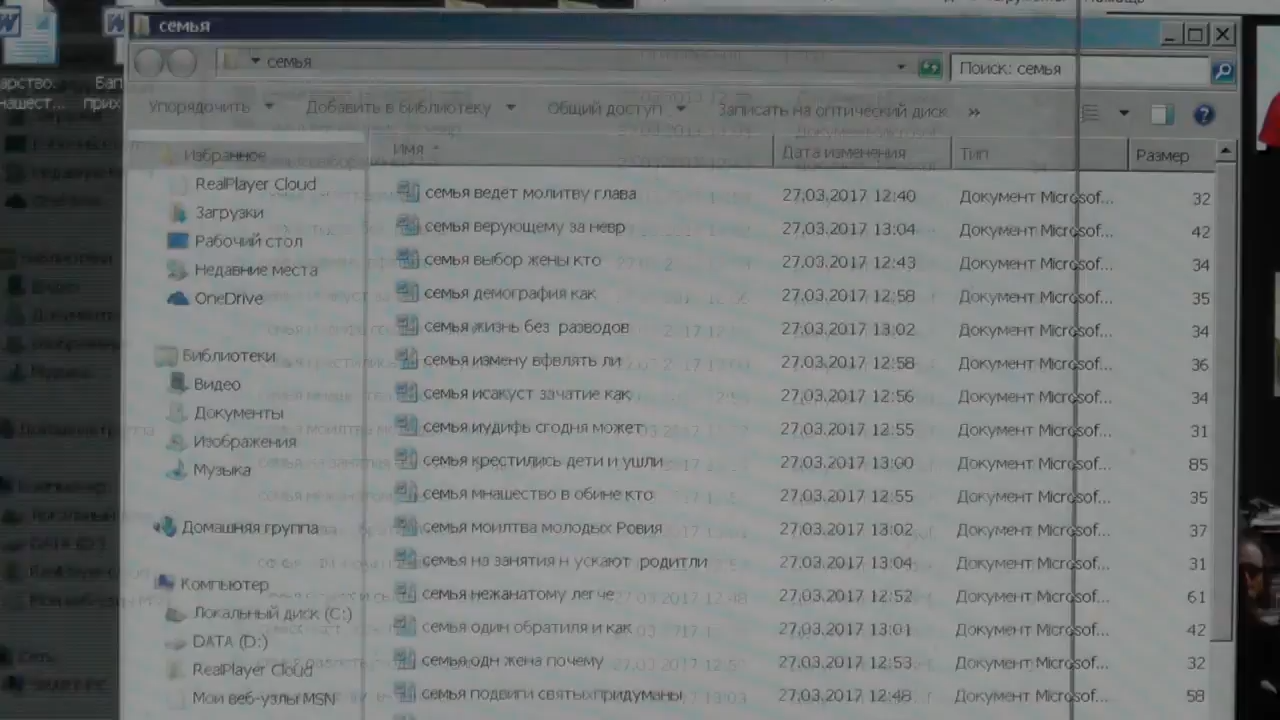 семья
семья
Поиск: семья
Упорядочить Добавить в библиотеку Общий доступ Записать на оптический диск »
Имя Дата изменения Тип Размер
Избранное
RealPlayer Cloud
Загрузки
Рабочий стол
Недавние места
OneDrive
Библиотеки
Видео
Документы
Изображения
Музыка
Домашняя группа
Компьютер
Локальный диск (C:)
DATA (D:)
RealPlayer Cloud
Мои веб-узлы MSN
семья ведет молитву глава 27.03.2017 12:40 Документ Microsof... 32
семья верующему за невр 27.03.2017 13:04 Документ Microsof... 42
семья выбор жены кто 27.03.2017 12:43 Документ Microsof... 34
семья демография как 27.03.2017 12:58 Документ Microsof... 35
семья жизнь без разводов 27.03.2017 13:02 Документ Microsof... 34
семья измену вфвлять ли 27.03.2017 12:58 Документ Microsof... 36
семья исакуст зачатие как 27.03.2017 12:56 Документ Microsof... 34
семья иудифь сгодня может 27.03.2017 12:55 Документ Microsof... 31
семья крестились дети и ушли 27.03.2017 13:00 Документ Microsof... 85
семья мнашество в обине кто 27.03.2017 12:55 Документ Microsof... 35
семья моилтва молодых Ровия 27.03.2017 13:02 Документ Microsof... 37
семья на занятия н ускают родитли 27.03.2017 13:04 Документ Microsof... 31
семья нежанатому легче 27.03.2017 12:52 Документ Microsof... 61
семья один обратиля и как 27.03.2017 13:01 Документ Microsof... 42
семья одн жена почему 27.03.2017 12:53 Документ Microsof... 32
семья подвиги святых придуманы 27.03.2017 12:48 Документ Microsof... 58